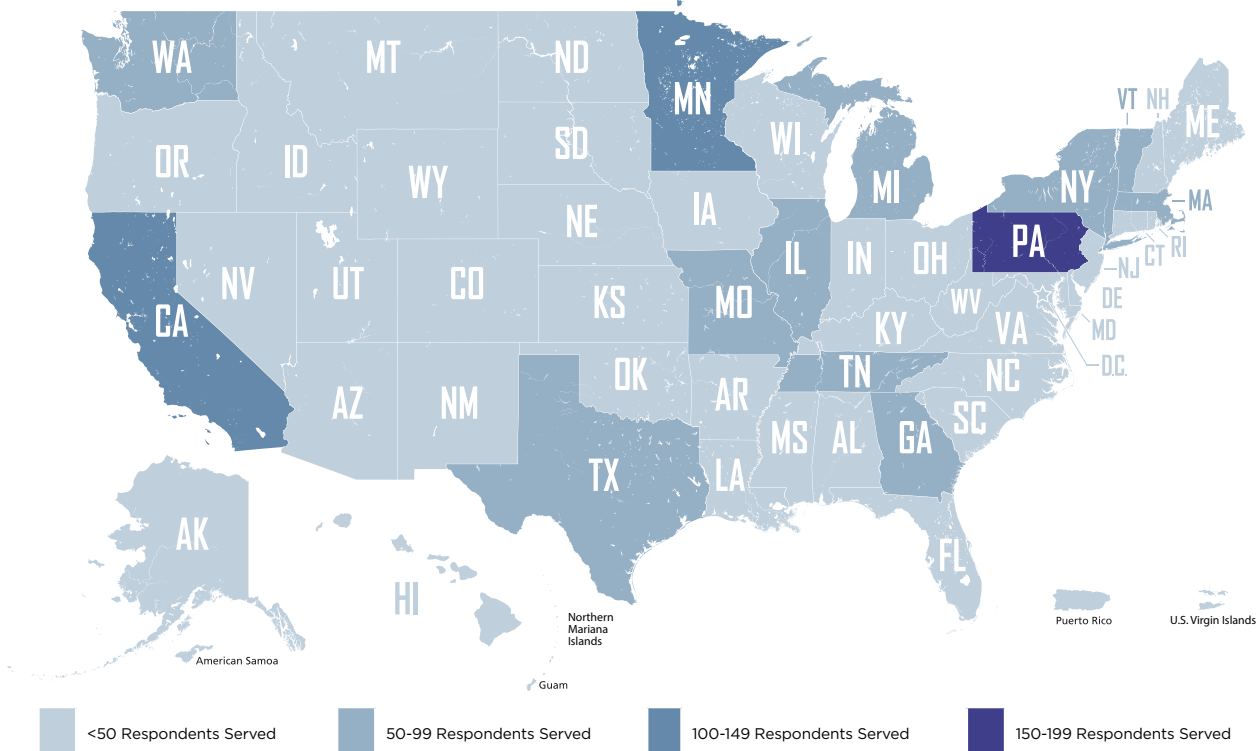 WA
MT
ND
MN
VT NH
ME
OR
ID
SD
WI
WY
MI
NY
MA
NE
IA
PA
RI
CT
NV
UT
CO
IL
IN
OH
NJ
CA
KS
MO
WV
DE
KY
VA
MD
D.C.
OK
TN
NC
AZ
NM
AR
SC
MS
AL
GA
TX
LA
AK
FL
HI
Northern
Mariana
Islands
Puerto Rico
U.S. Virgin Islands
American Samoa
Guam
<50 Respondents Served
50-99 Respondents Served
100-149 Respondents Served
150-199 Respondents Served